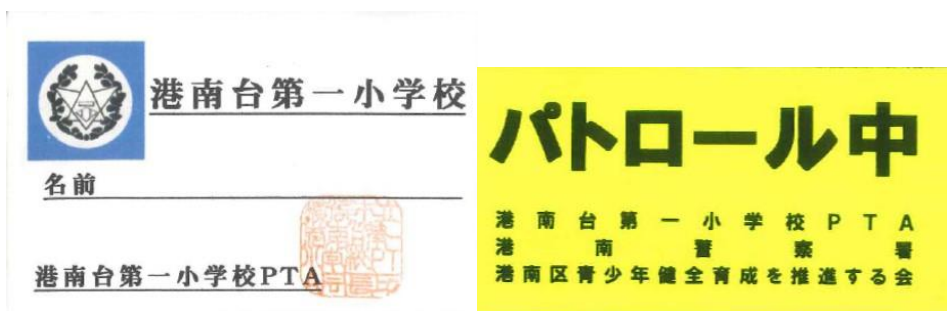 港南台第一小学校
名前
港南台第一小学校PTA
パトロール中
港南台第一小学校PTA
港南警察署
港南区青少年健全育成を推進する会